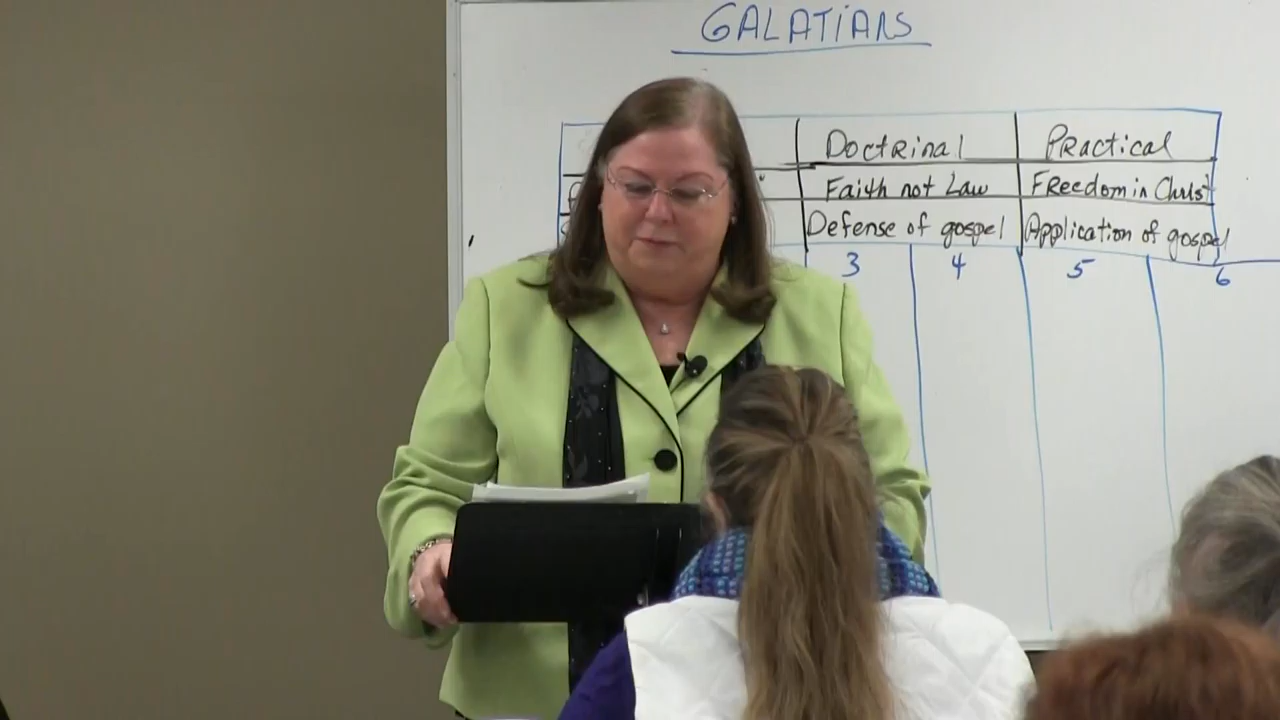 GALATIANS
Doctrinal Practical
Faith not Law Freedom in Christ
Defense of gospel Application of gospel
3 4 5 6